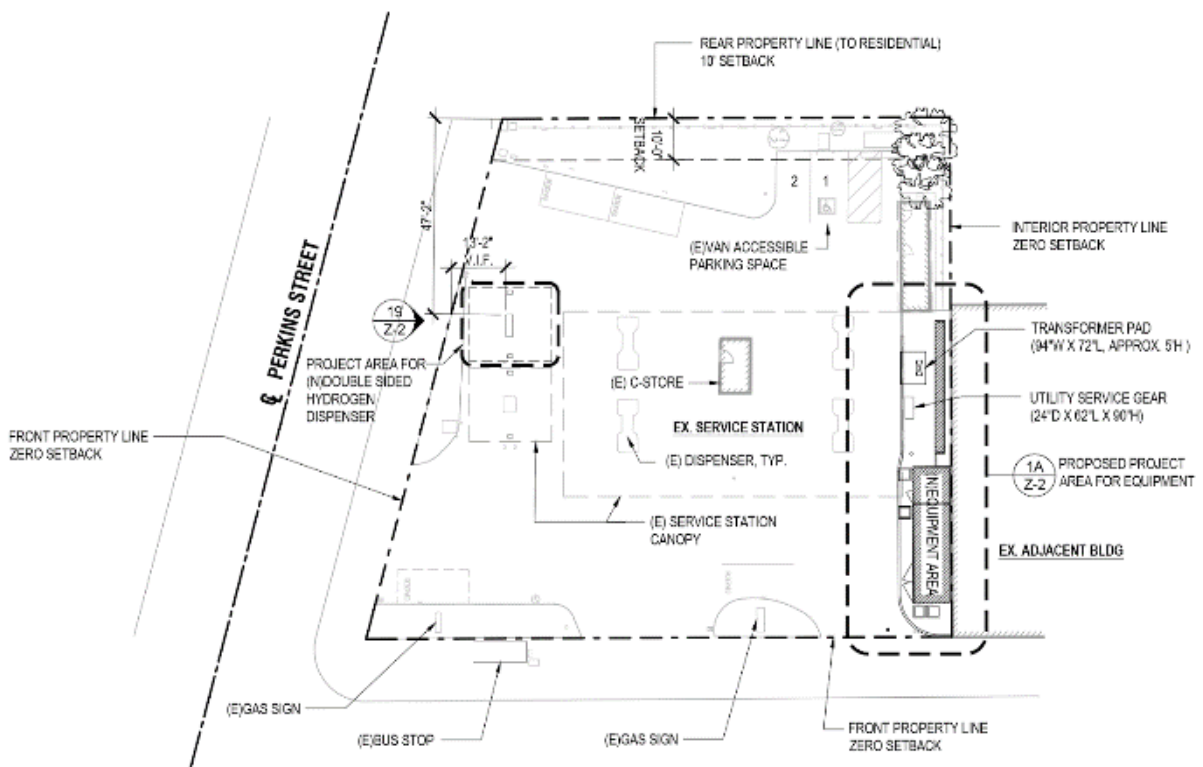 REAR PROPERTY LINE (TO RESIDENTIAL)
10' SETBACK
10'-0"
SETBACK
47'-2"
2
1
(E)VAN ACCESSIBLE
PARKING SPACE
INTERIOR PROPERTY LINE
ZERO SETBACK
13'-2"
V.I.F.
19
Z-2
℄ PERKINS STREET
PROJECT AREA FOR
(N)DOUBLE SIDED
HYDROGEN
DISPENSER
(E) C-STORE
TRANSFORMER PAD
(94"W X 72"L, APPROX. 5'H )
UTILITY SERVICE GEAR
(24"D X 62"L X 90"H)
EX. SERVICE STATION
FRONT PROPERTY LINE
ZERO SETBACK
(E) DISPENSER, TYP.
1A
Z-2
PROPOSED PROJECT
AREA FOR EQUIPMENT
(E) SERVICE STATION
CANOPY
(N)EQUIPMENT AREA
EX. ADJACENT BLDG
(E)GAS SIGN
(E)BUS STOP
(E)GAS SIGN
FRONT PROPERTY LINE
ZERO SETBACK